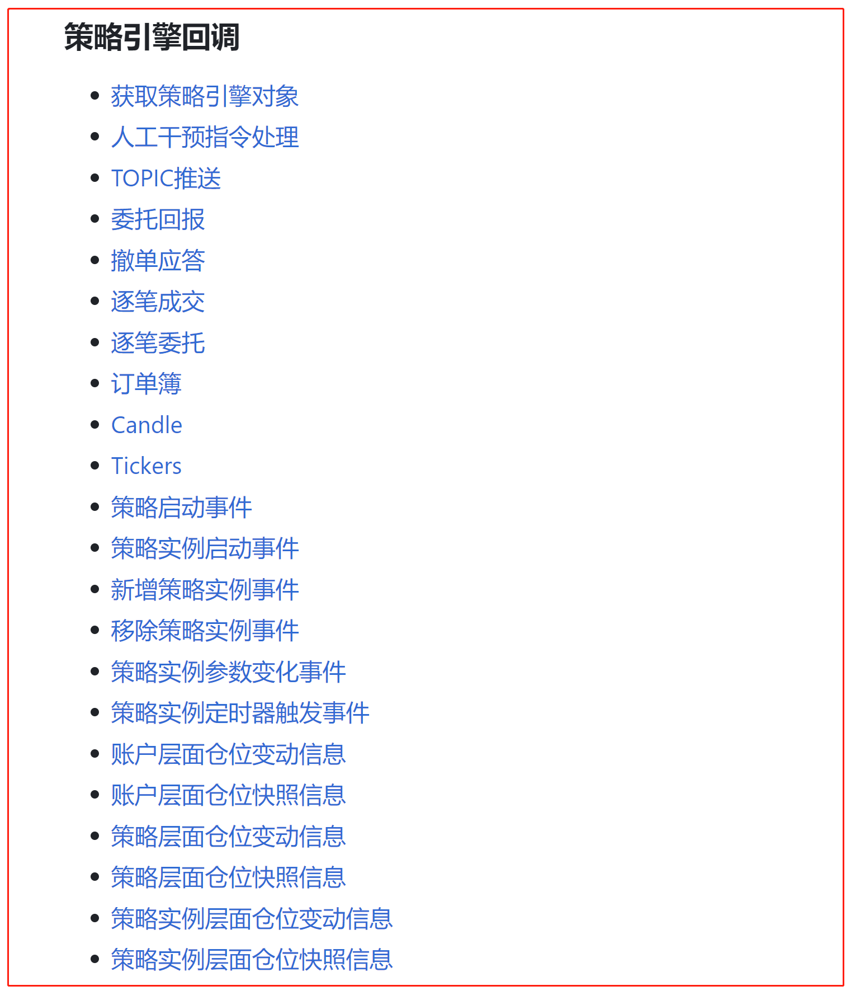 策略引擎回调
获取策略引擎对象
人工干预指令处理
TOPIC推送
委托回报
撤单应答
逐笔成交
逐笔委托
订单簿
Candle
Tickers
策略启动事件
策略实例启动事件
新增策略实例事件
移除策略实例事件
策略实例参数变化事件
策略实例定时器触发事件
账户层面仓位变动信息
账户层面仓位快照信息
策略层面仓位变动信息
策略层面仓位快照信息
策略实例层面仓位变动信息
策略实例层面仓位快照信息